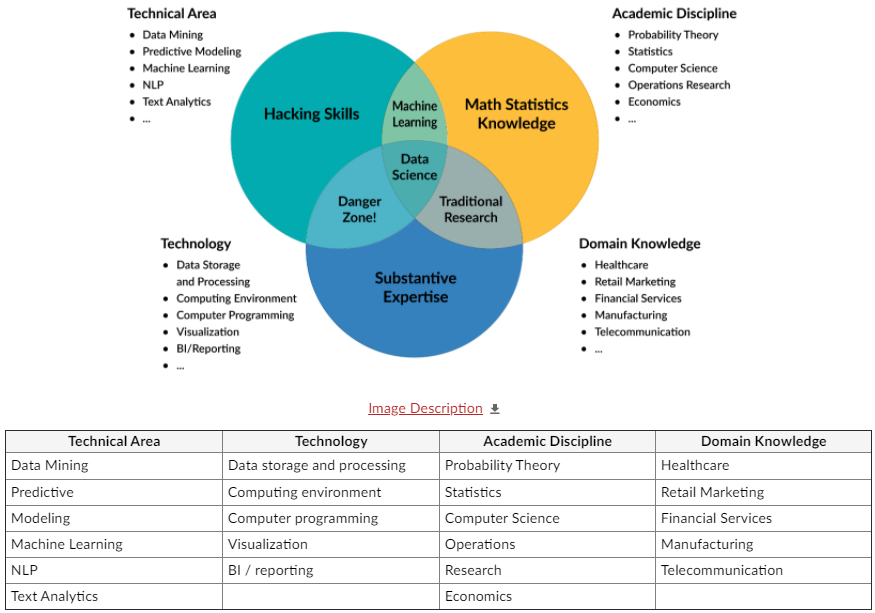 Technical Area
• Data Mining
• Predictive Modeling
• Machine Learning
• NLP
• Text Analytics
• ...
Academic Discipline
• Probability Theory
• Statistics
• Computer Science
• Operations Research
• Economics
• ...
Hacking Skills
Machine
Learning
Math Statistics
Knowledge
Data
Science
Danger
Zone!
Traditional
Research
Substantive
Expertise
Technology
• Data Storage
and Processing
• Computing Environment
• Computer Programming
• Visualization
• BI/Reporting
• ...
Domain Knowledge
• Healthcare
• Retail Marketing
• Financial Services
• Manufacturing
• Telecommunication
• ...
Image Description
Technical Area Technology Academic Discipline Domain Knowledge
Data Mining Data storage and processing Probability Theory Healthcare
Predictive Computing environment Statistics Retail Marketing
Modeling Computer programming Computer Science Financial Services
Machine Learning Visualization Operations Manufacturing
NLP BI / reporting Research Telecommunication
Text Analytics Economics